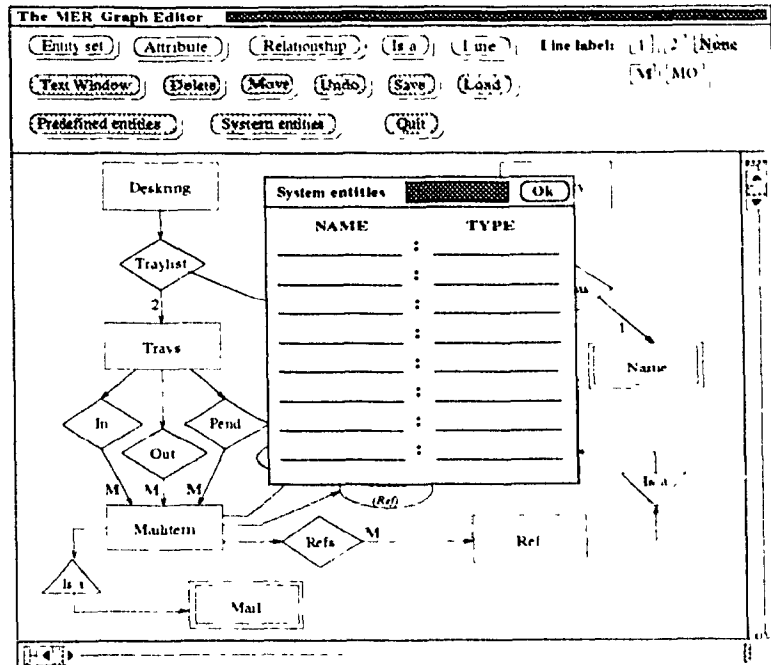 The MER Graph Editor
Entity set Attribute Relationship Is a Line Line label: 1 2 None
Text Window Delete Move Undo Save Load M MO
Predefined entities System entities Quit
Deskring
System entities Ok
NAME TYPE
:
Traylist
:
2
:
1
:
Trays
:
Name
:
In
Pend
:
Out
:
Is a
M M M
(Ref)
Mailitem
Refs
M
Ref
Is a
Mail